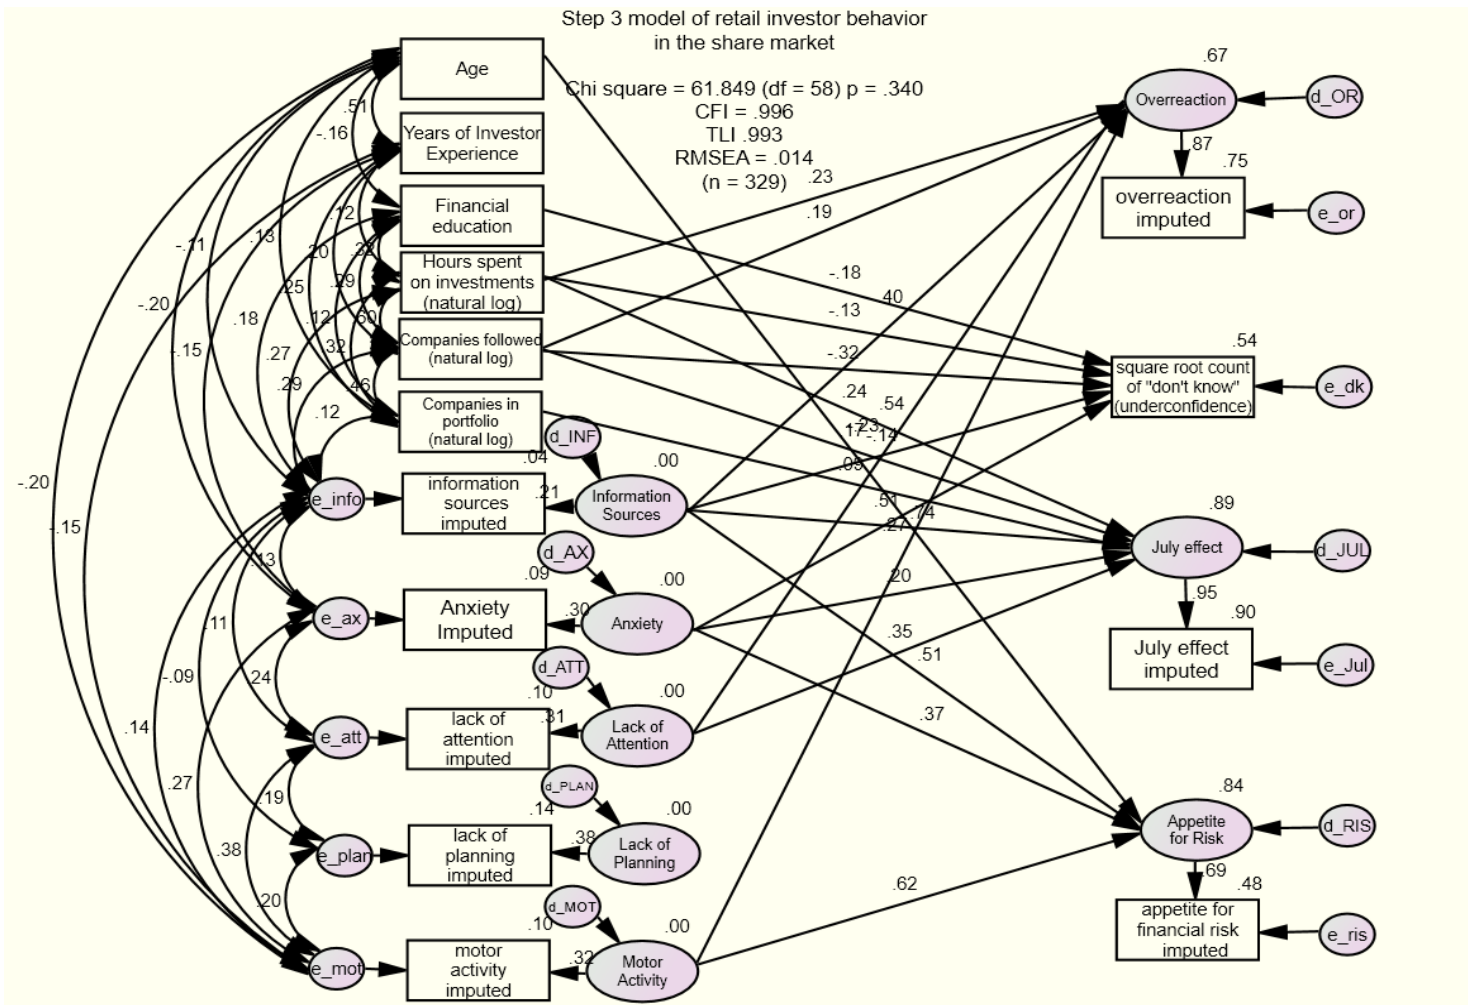 Step 3 model of retail investor behavior
in the share market
Chi square = 61.849 (df = 58) p = .340
CFI = .996
TLI .993
RMSEA = .014
(n = 329)
Age
Years of Investor
Experience
Financial
education
Hours spent
on investments
(natural log)
Companies followed
(natural log)
Companies in
portfolio
(natural log)
information
sources
imputed
Anxiety
Imputed
lack of
attention
imputed
lack of
planning
imputed
motor
activity
imputed
e_info
e_ax
e_att
e_plan
e_mot
d_INF
d_AX
d_ATT
d_PLAN
d_MOT
Information
Sources
Anxiety
Lack of
Attention
Lack of
Planning
Motor
Activity
Overreaction
d_OR
overreaction
imputed
e_or
square root count
of "don't know"
(underconfidence)
e_dk
July effect
d_JUL
July effect
imputed
e_Jul
Appetite
for Risk
d_RIS
appetite for
financial risk
imputed
e_ris
.67
.87
.75
.54
.89
.95
.90
.84
.69
.48
.51
-.16
.12
.13
.20
.32
-.11
.25
.29
-.20
.18
.12
.60
-.15
.27
.32
.29
.46
.12
-.20
-.15
.13
.11
-.09
.24
.14
.27
.19
.38
.20
.04
.21
.00
.09
.30
.00
.10
.31
.00
.14
.38
.00
.10
.32
.00
.23
.19
-.18
.40
-.13
-.32
.24
.54
-.23
.17
-.14
.09
.51
.74
.27
.20
.35
.51
.37
.62